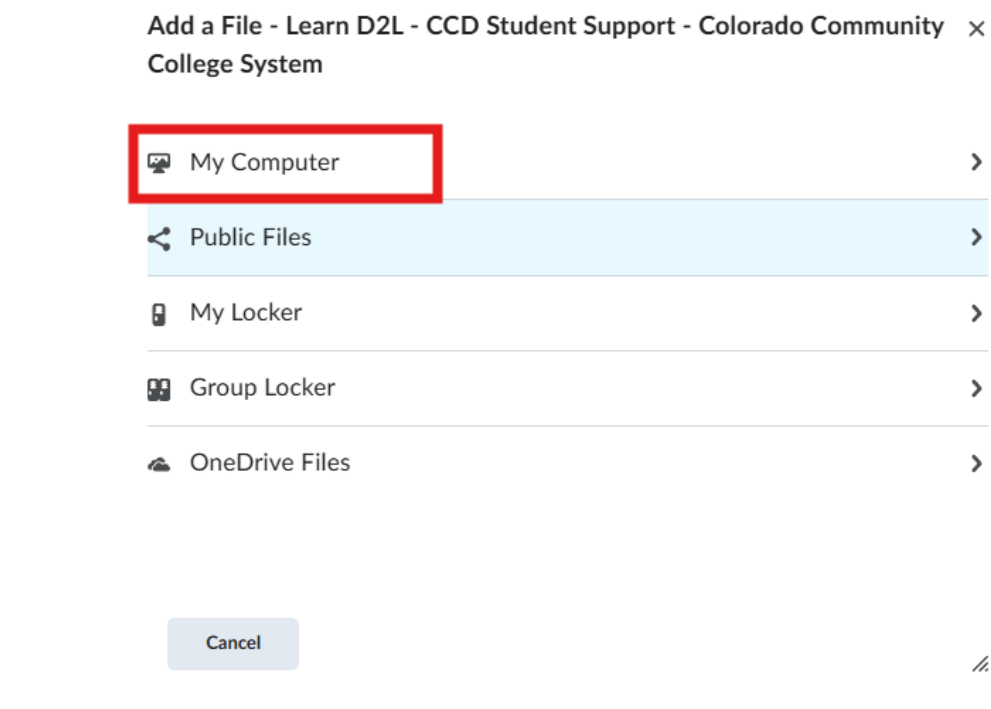 Add a File - Learn D2L - CCD Student Support - Colorado Community
College System
My Computer
Public Files
My Locker
Group Locker
OneDrive Files
Cancel